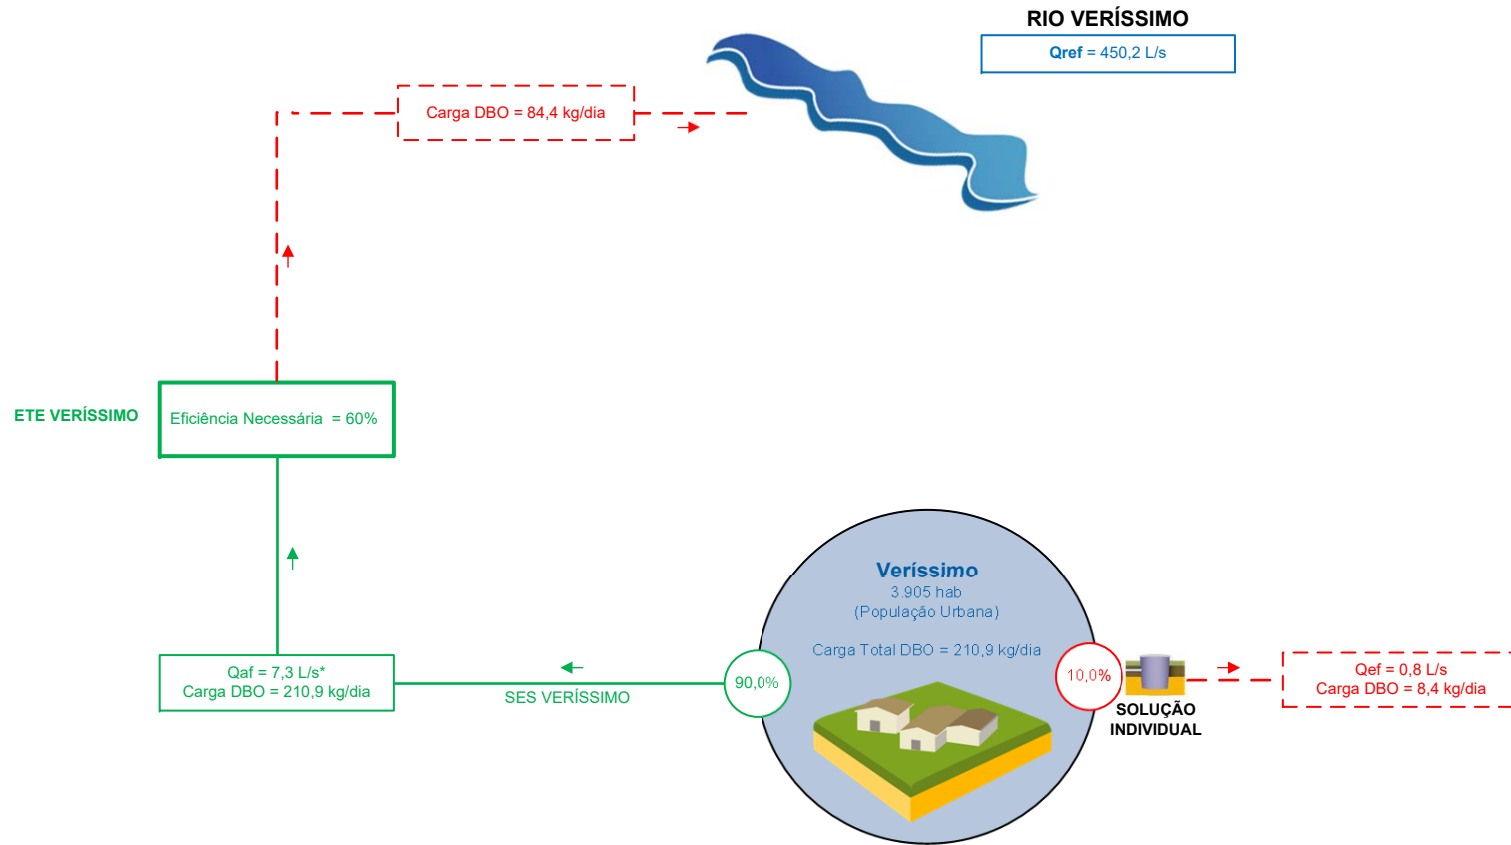 RIO VERÍSSIMO
Qref = 450,2 L/s
Carga DBO = 84,4 kg/dia
ETE VERÍSSIMO
Eficiência Necessária = 60%
Veríssimo
3.905 hab
(População Urbana)
Carga Total DBO = 210,9 kg/dia
Qaf = 7,3 L/s*
Carga DBO = 210,9 kg/dia
SES VERÍSSIMO
90,0%
10,0%
SOLUÇÃO
INDIVIDUAL
Qef = 0,8 L/s
Carga DBO = 8,4 kg/dia